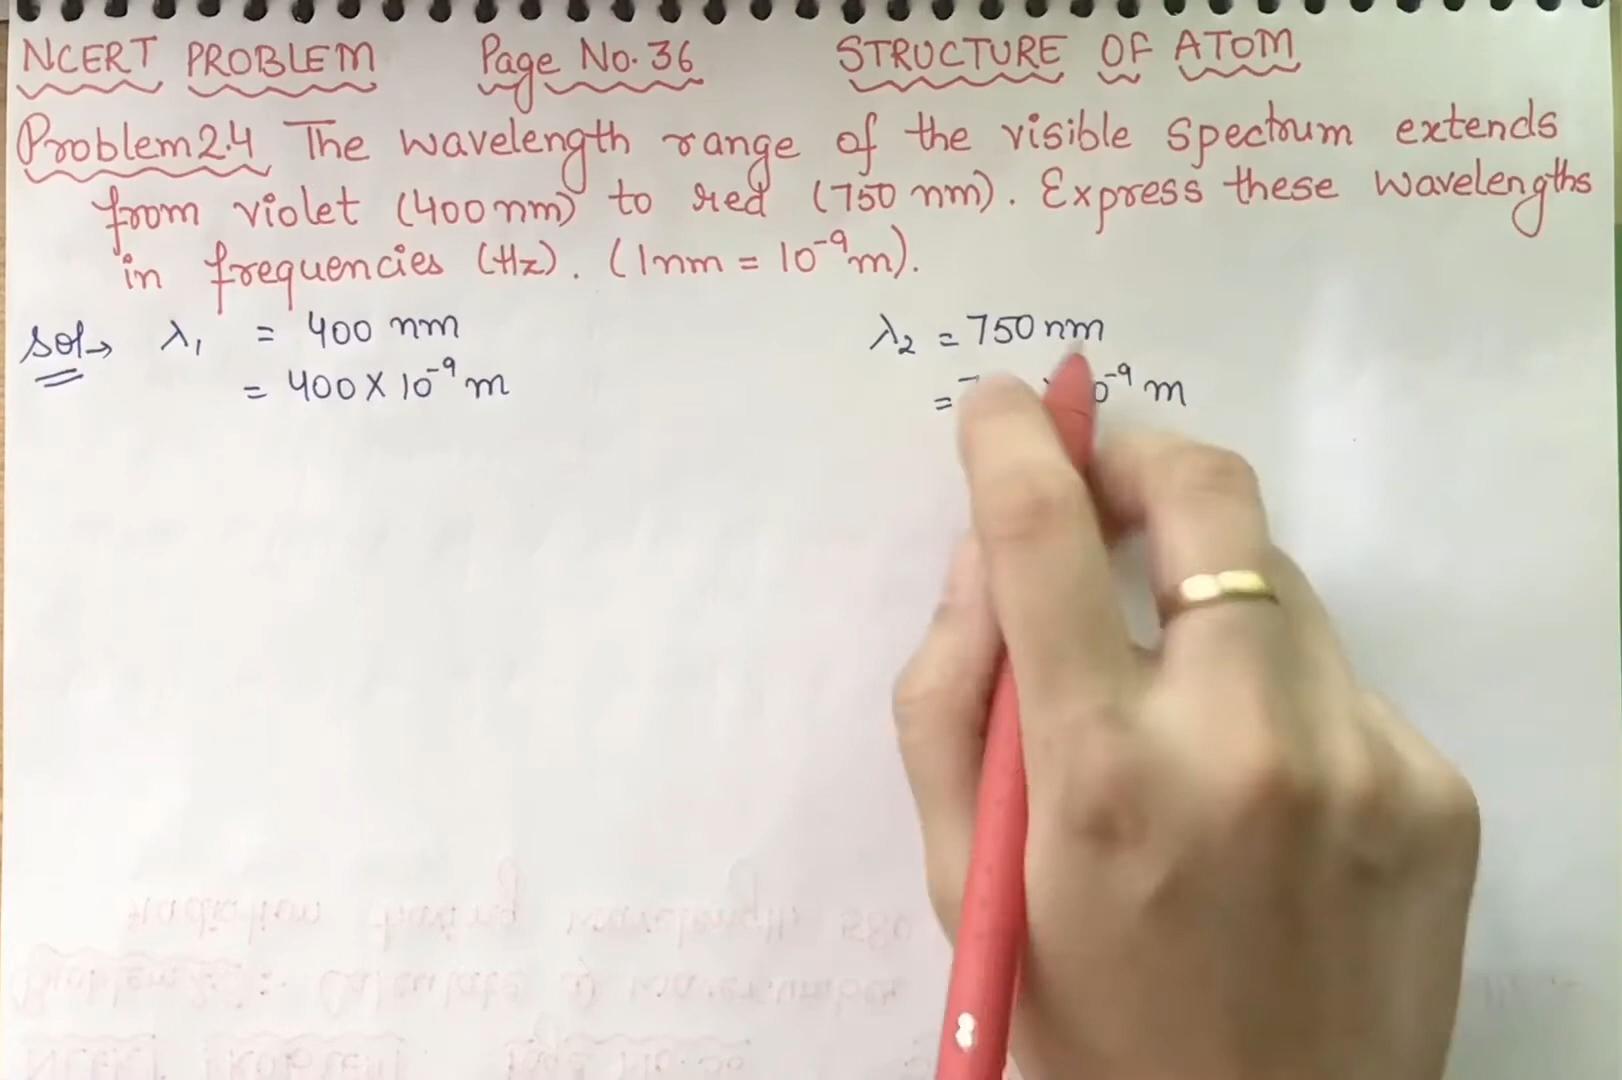 NCERT PROBLEM Page No. 36 STRUCTURE OF ATOM
Problem 2.4 The wavelength range of the visible spectrum extends
from violet (400 nm) to red (750 nm). Express these wavelengths
in frequencies (Hz). (1nm = 10⁻⁹m).
Sol→ λ₁ = 400 nm λ₂ = 750 nm
= 400 X 10⁻⁹ m = 10⁻⁹ m